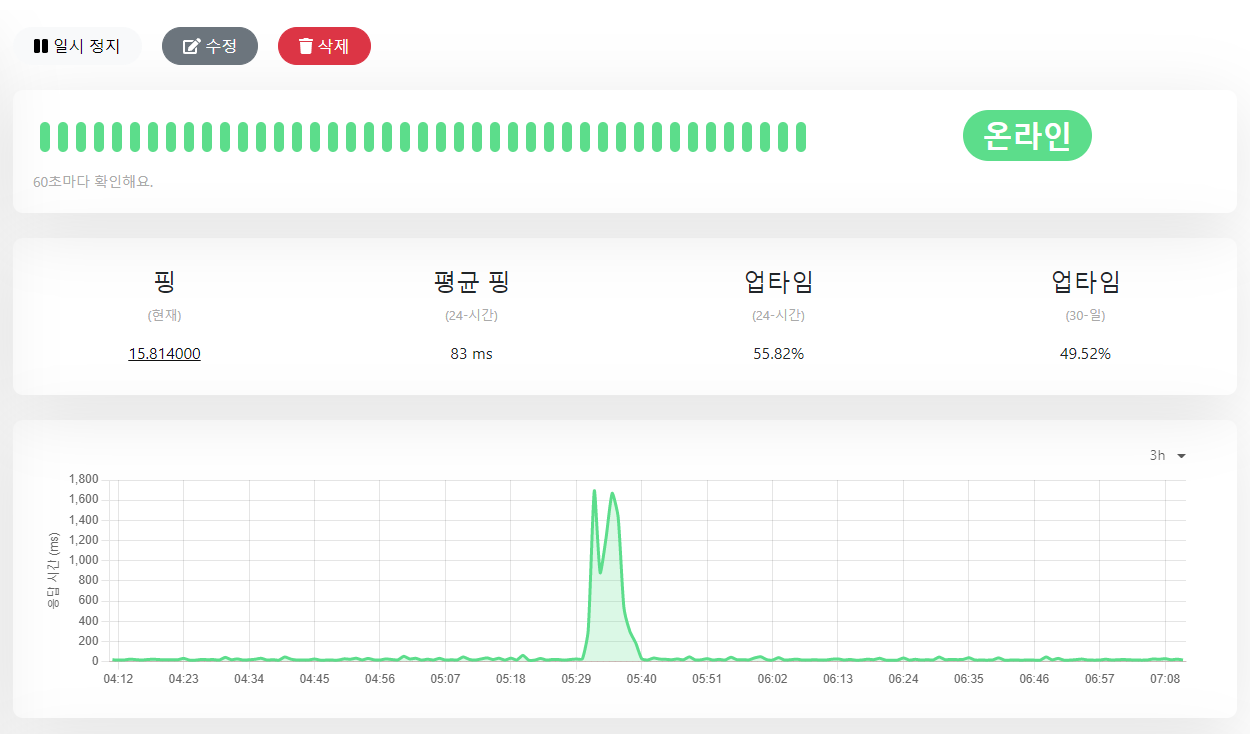 일시 정지 수정 삭제
온라인
60초마다 확인해요.
핑 평균 핑 업타임 업타임
(현재) (24-시간) (24-시간) (30-일)
15.814000 83 ms 55.82% 49.52%
3h
응답 시간 (ms)
1,800
1,600
1,400
1,200
1,000
800
600
400
200
0
04:12 04:23 04:34 04:45 04:56 05:07 05:18 05:29 05:40 05:51 06:02 06:13 06:24 06:35 06:46 06:57 07:08